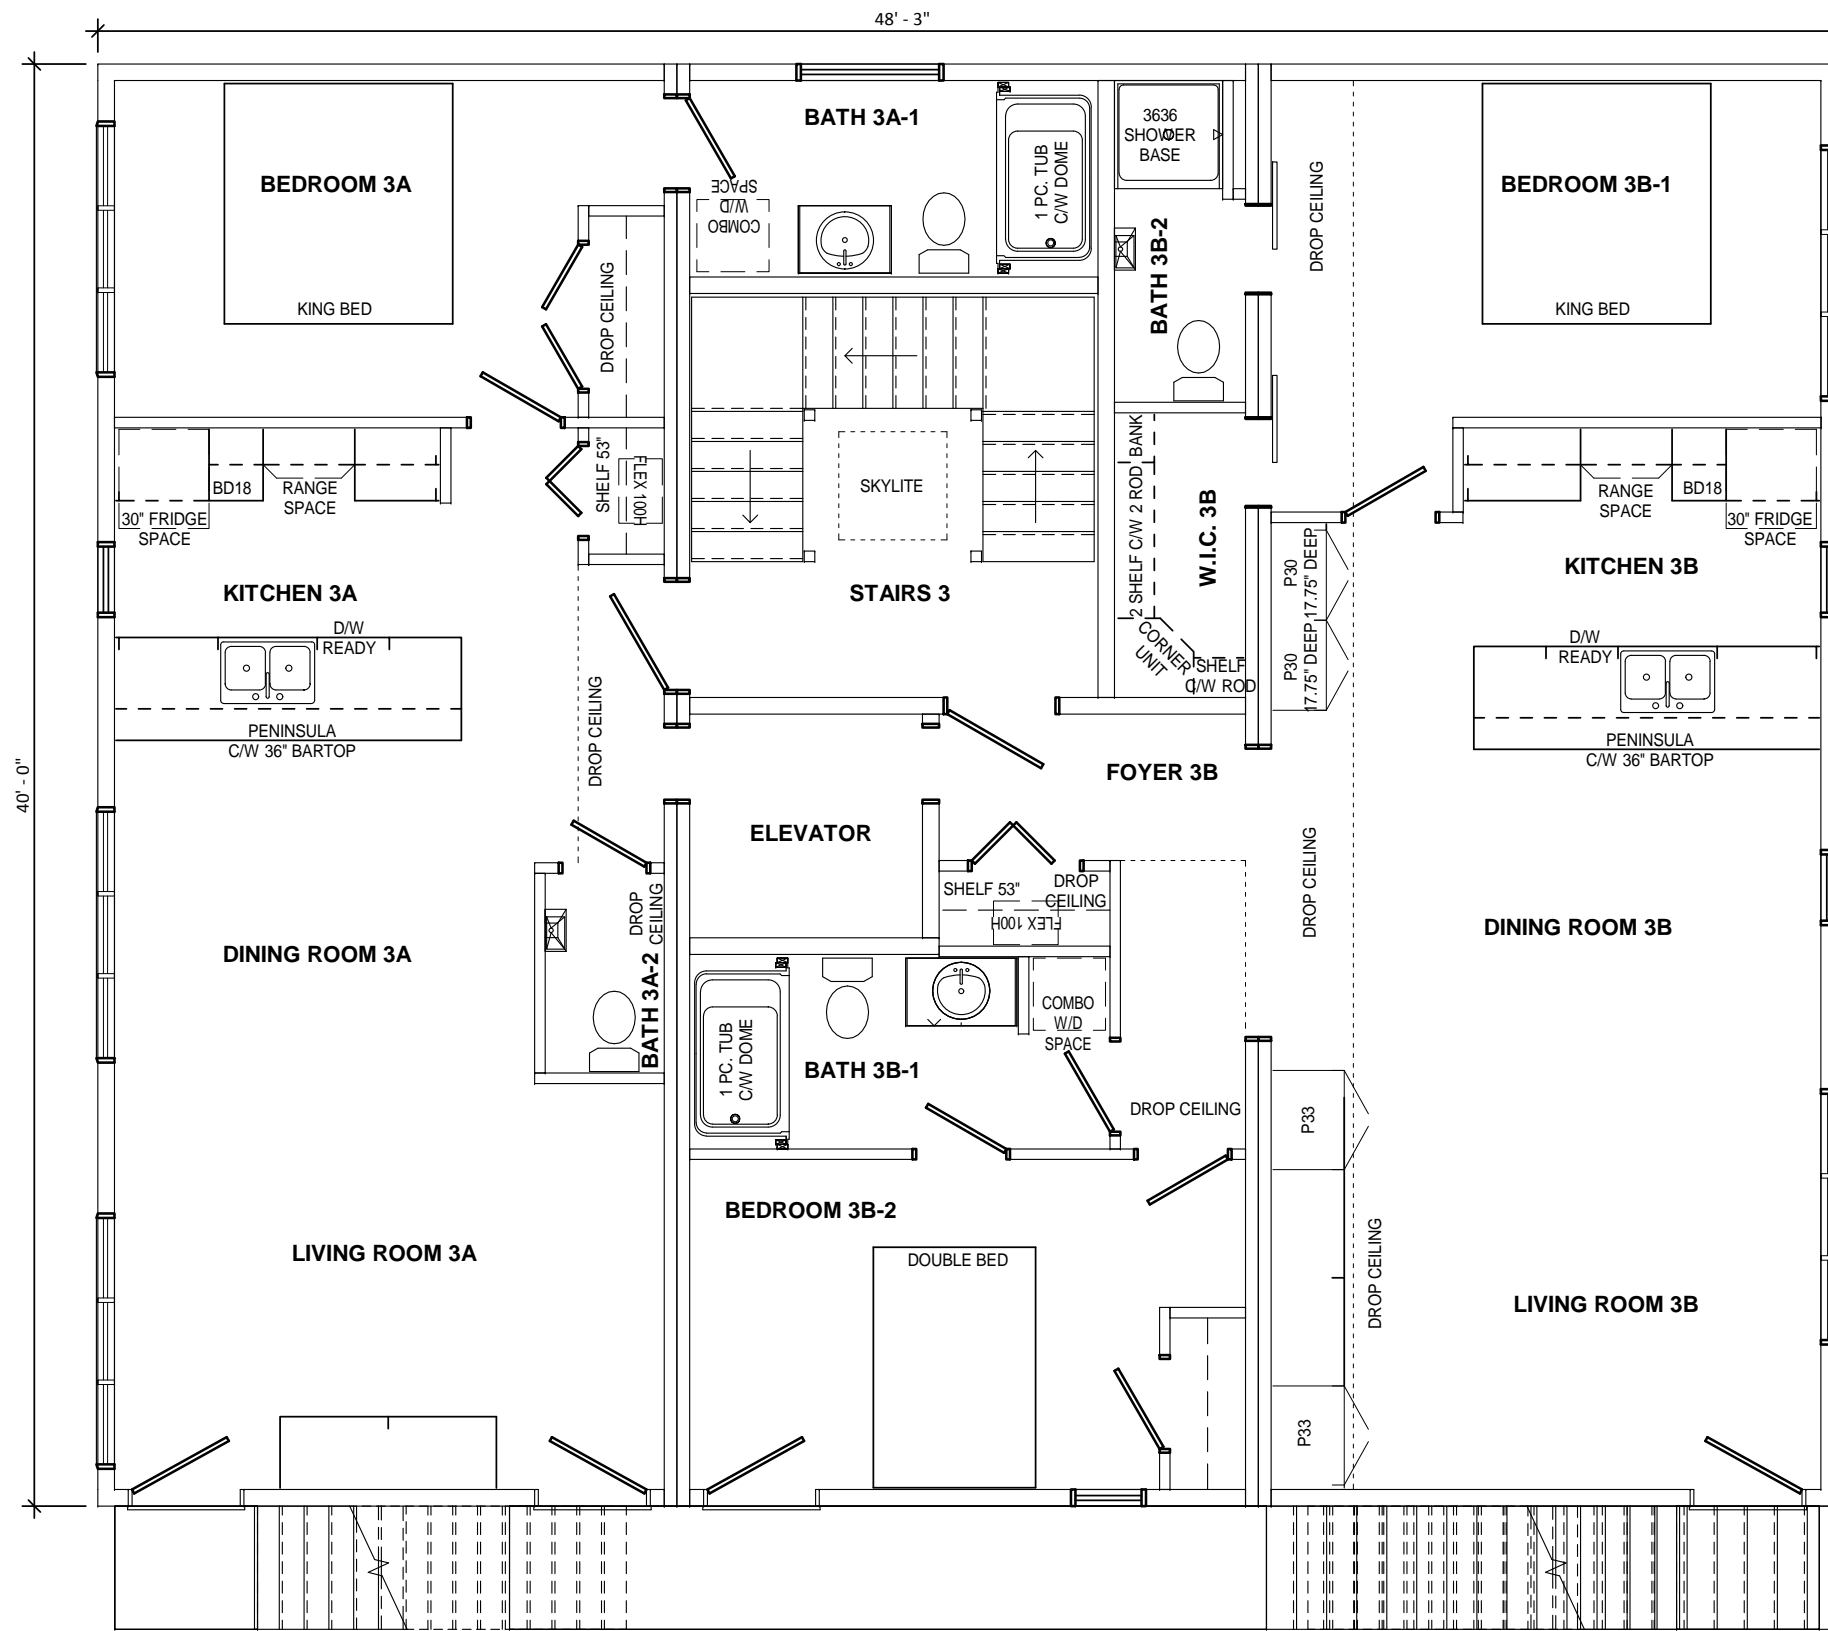 48' - 3"
40' - 0"
BEDROOM 3A
KING BED
BATH 3A-1
COMBO
W/D
SPACE
1 PC. TUB
C/W DOME
3636
SHOWER
BASE
BATH 3B-2
DROP CEILING
BEDROOM 3B-1
KING BED
DROP CEILING
SHELF 53"
FLEX 100H
BD18
RANGE
SPACE
30" FRIDGE
SPACE
KITCHEN 3A
D/W
READY
PENINSULA
C/W 36" BARTOP
DROP CEILING
SKYLITE
STAIRS 3
2 SHELF C/W 2 ROD BANK
W.I.C. 3B
CORNER
UNIT
SHELF
C/W ROD
P30
17.75" DEEP
P30
17.75" DEEP
RANGE
SPACE
BD18
30" FRIDGE
SPACE
KITCHEN 3B
D/W
READY
PENINSULA
C/W 36" BARTOP
FOYER 3B
ELEVATOR
SHELF 53"
DROP
CEILING
FLEX 100H
DROP CEILING
DINING ROOM 3A
DROP
CEILING
BATH 3A-2
DINING ROOM 3B
1 PC. TUB
C/W DOME
COMBO
W/D
SPACE
BATH 3B-1
DROP CEILING
P33
BEDROOM 3B-2
DOUBLE BED
LIVING ROOM 3A
DROP CEILING
LIVING ROOM 3B
P33